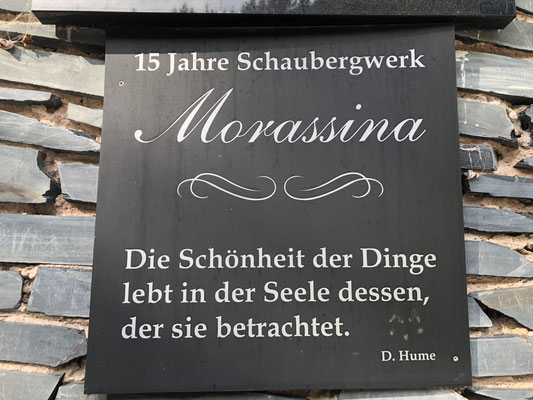 15 Jahre Schaubergwerk
Morassina
Die Schönheit der Dinge
lebt in der Seele dessen,
der sie betrachtet.
D. Hume